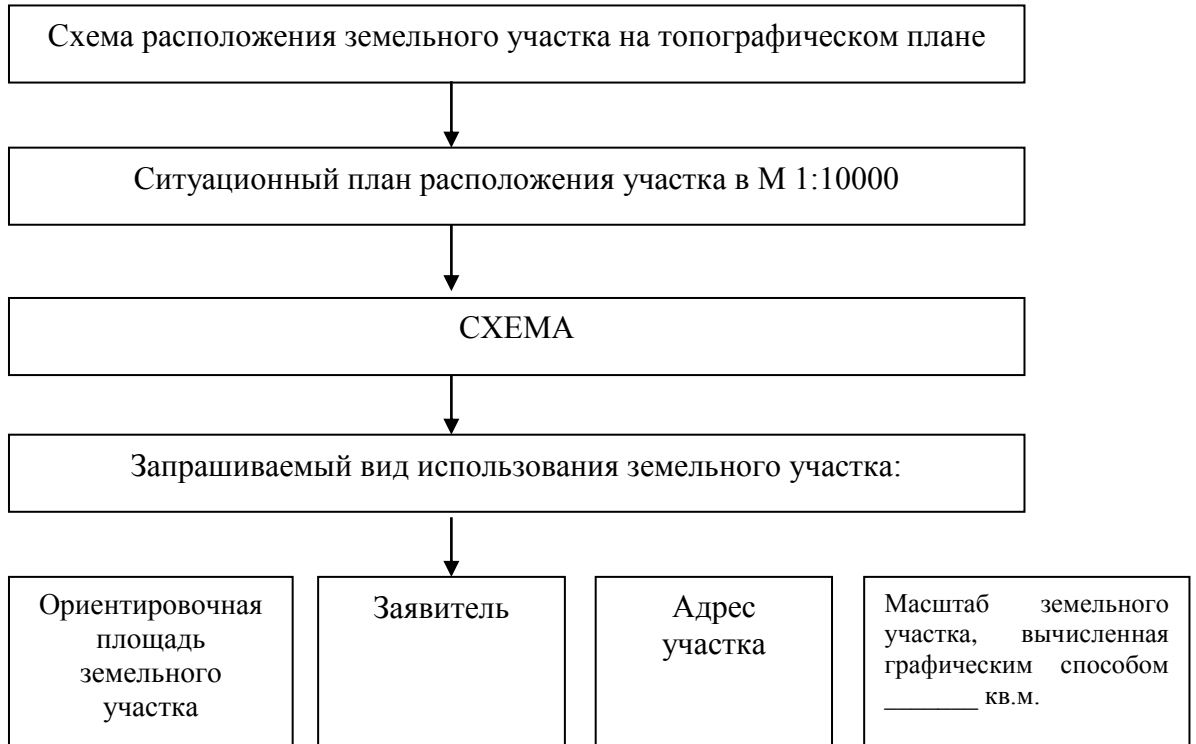 Схема расположения земельного участка на топографическом плане
Ситуационный план расположения участка в М 1:10000
СХЕМА
Запрашиваемый вид использования земельного участка:
Ориентировочная
площадь
земельного
участка
Заявитель
Адрес
участка
Масштаб земельного
участка, вычисленная
графическим способом
_______ кв.м.